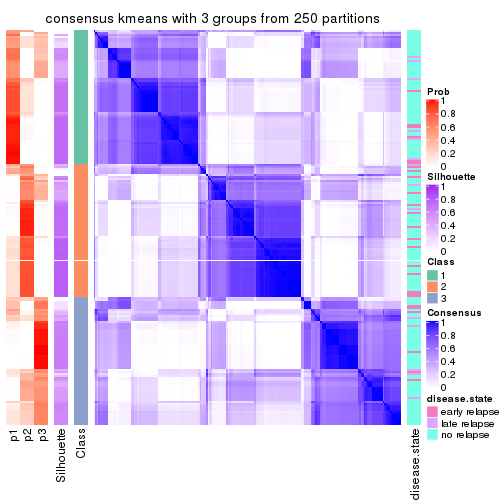 consensus kmeans with 3 groups from 250 partitions
Prob
1
0.8
0.6
0.4
0.2
0
Silhouette
1
0.8
0.6
0.4
0.2
0
Class
1
2
3
Consensus
1
0.8
0.6
0.4
0.2
0
disease.state
early relapse
late relapse
no relapse
p1
p2
p3
Silhouette
Class
disease.state